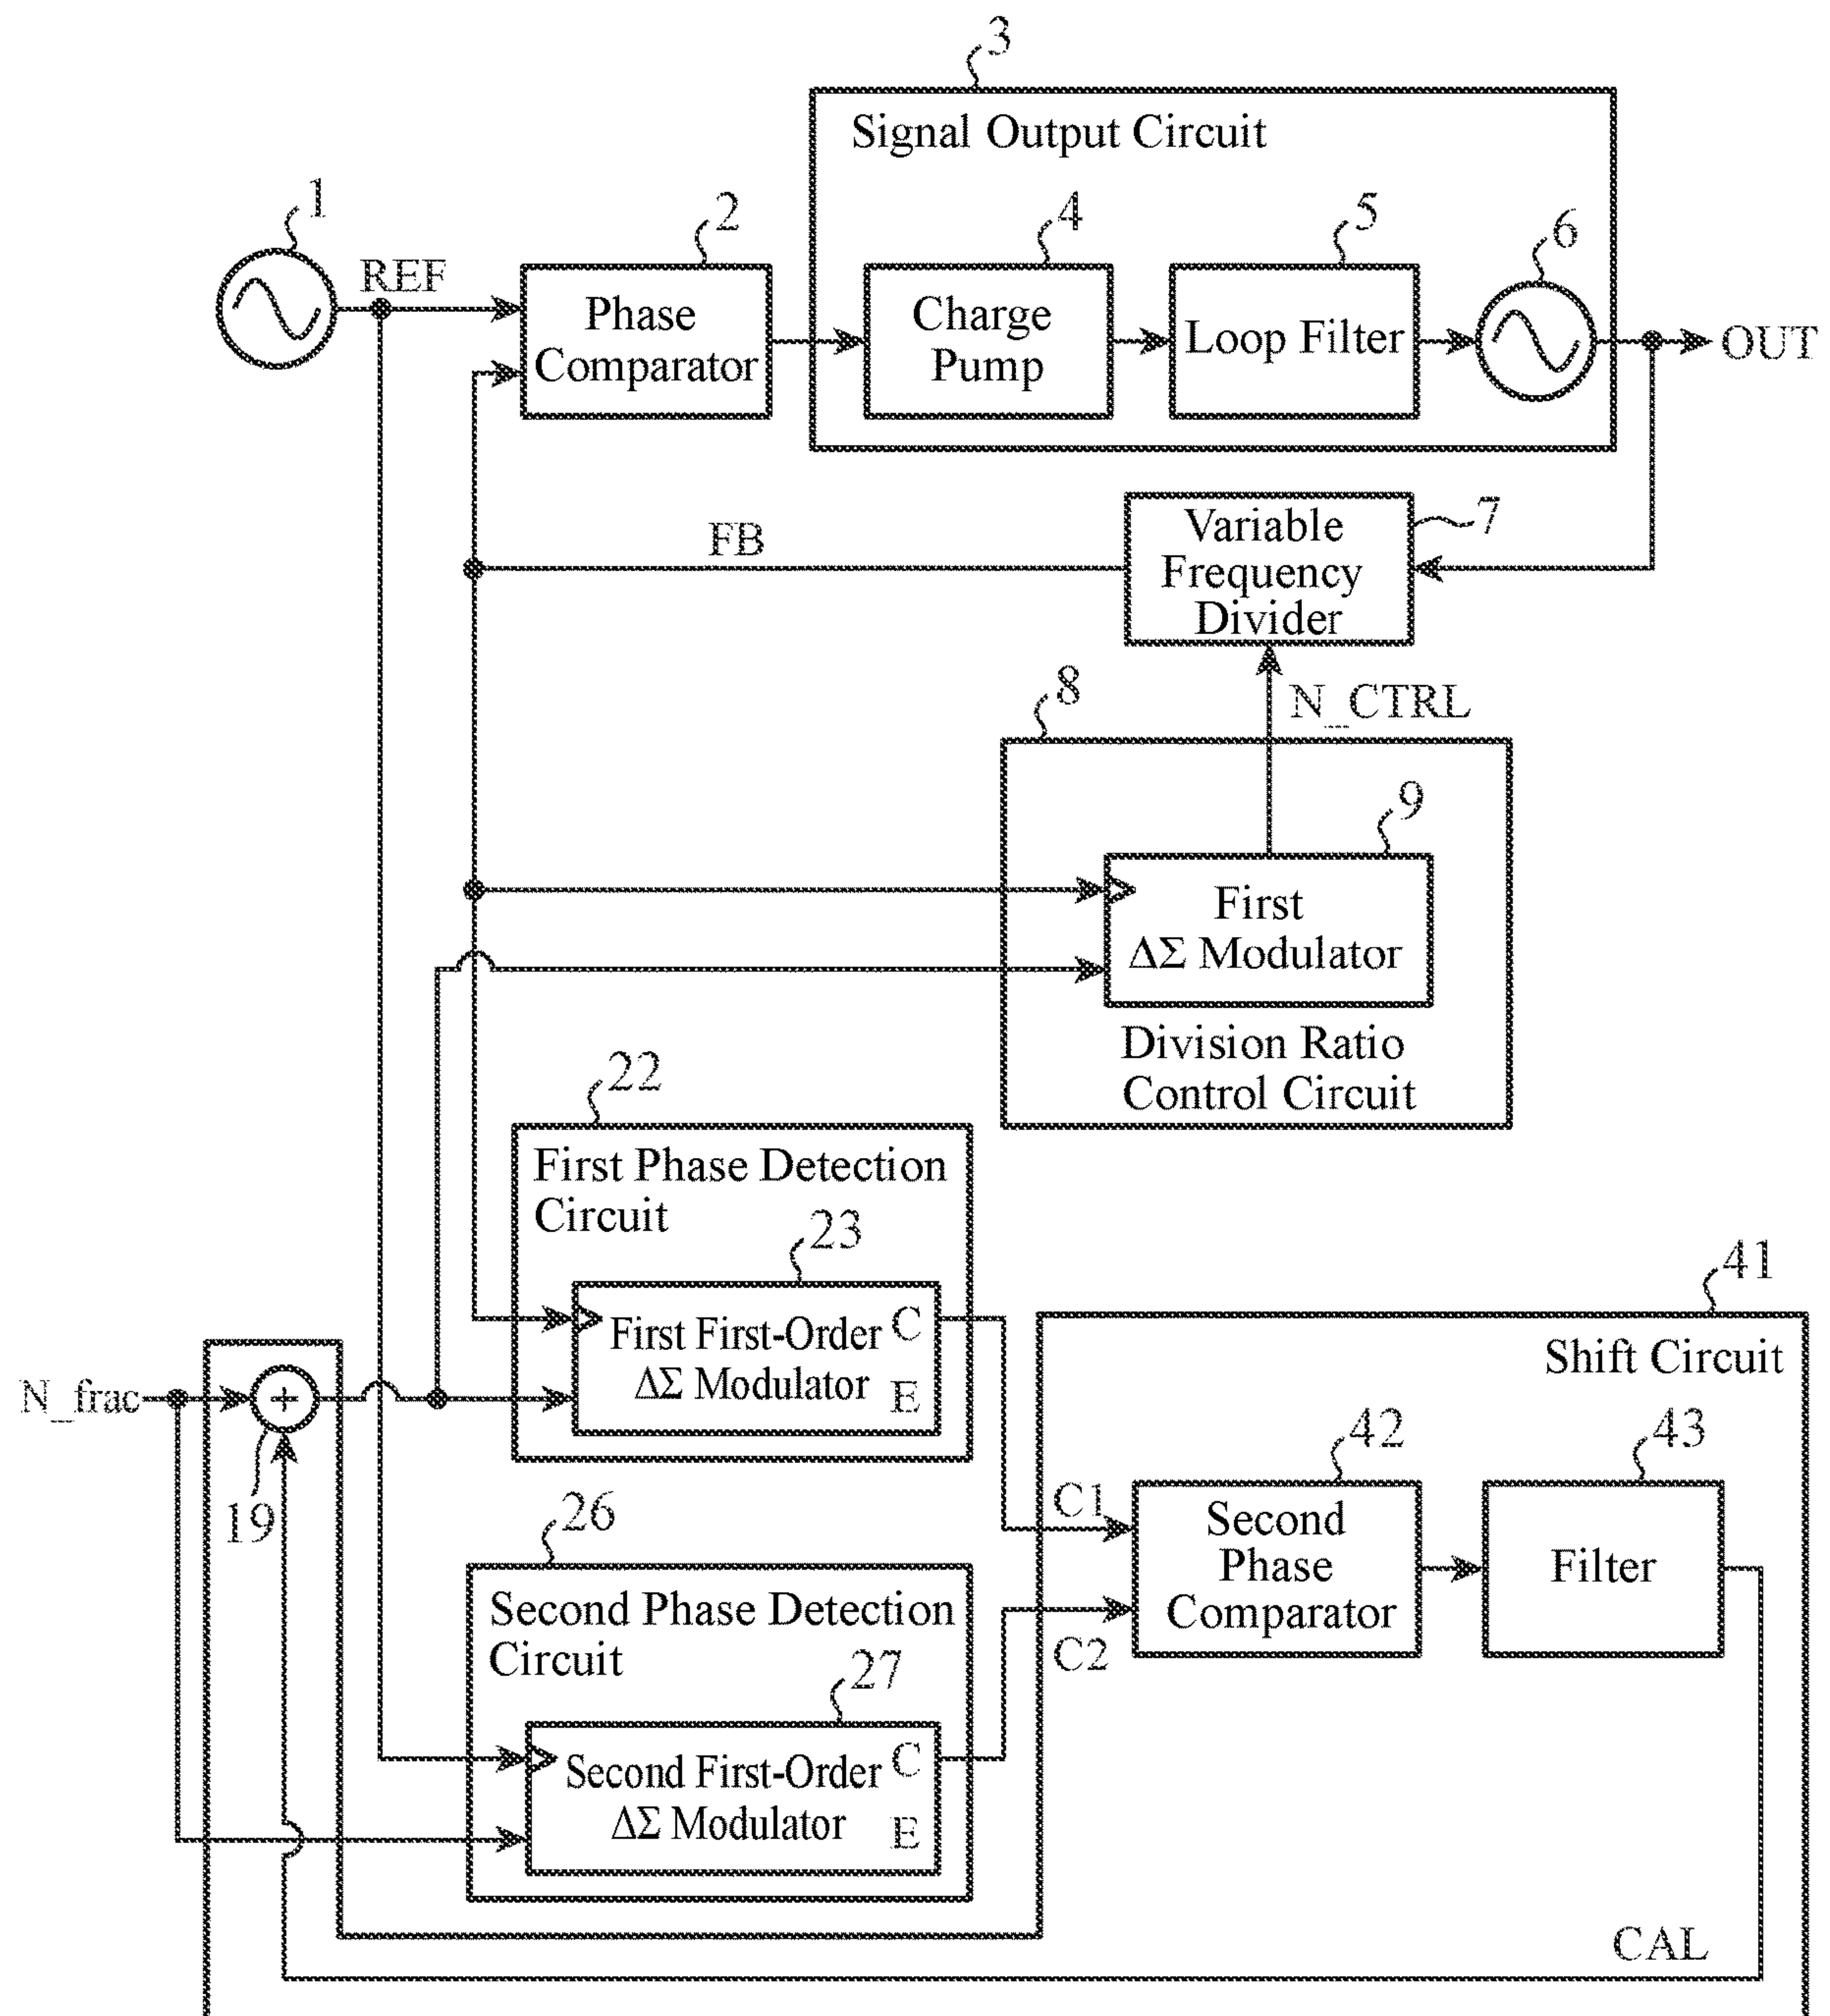 3
Signal Output Circuit
1
REF
2
Phase
Comparator
4
Charge
Pump
5
Loop Filter
6
OUT
FB
Variable
Frequency
Divider
7
N_CTRL
8
9
First
ΔΣ Modulator
Division Ratio
Control Circuit
22
First Phase Detection
Circuit
23
First First-Order
ΔΣ Modulator
C
E
41
Shift Circuit
N_frac
+
19
26
Second Phase Detection
Circuit
27
Second First-Order
ΔΣ Modulator
C
E
C1
C2
42
Second
Phase
Comparator
43
Filter
CAL